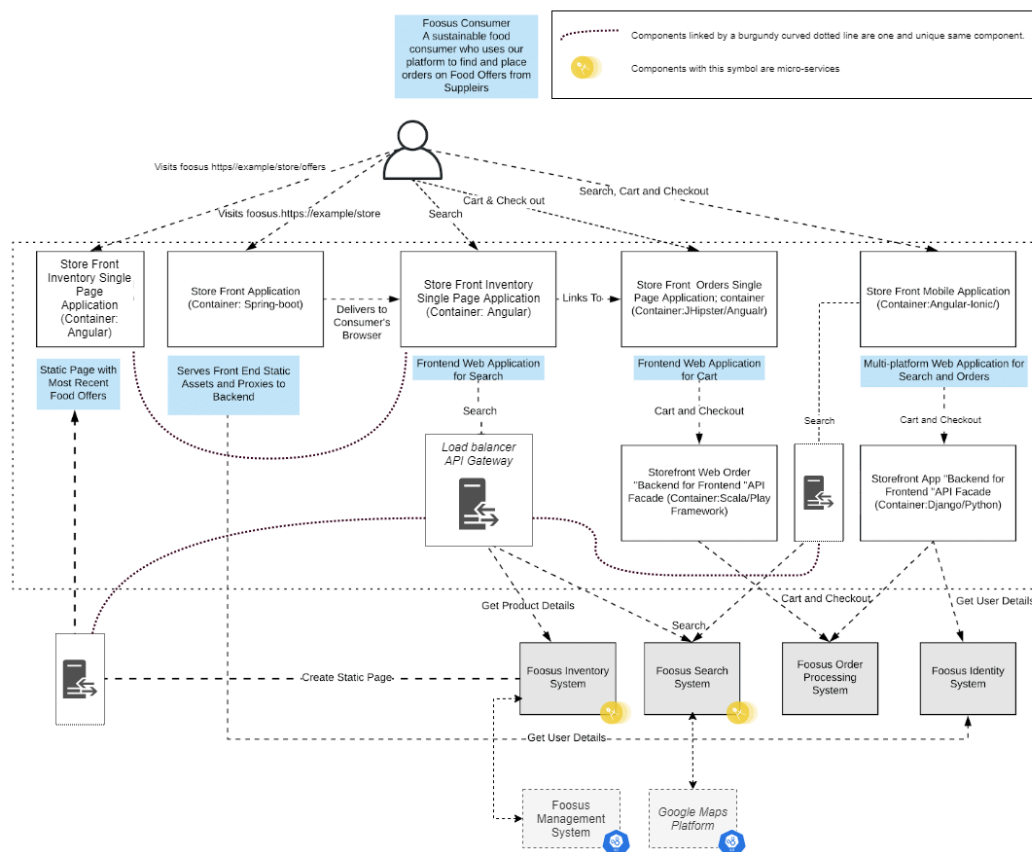 Foosus Consumer
A sustainable food
consumer who uses our
platform to find and place
orders on Food Offers from
Suppleirs
Components linked by a burgundy curved dotted line are one and unique same component.
Components with this symbol are micro-services
Visits foosus https//example/store/offers
Visits foosus.https://example/store
Search
Cart & Check out
Search, Cart and Checkout
Store Front
Inventory Single
Page
Application
(Container:
Angular)
Store Front Application
(Container: Spring-boot)
Delivers to
Consumer's
Browser
Store Front Inventory
Single Page Application
(Container: Angular)
Links To
Store Front Orders Single
Page Application; container
(Container:JHipster/Angualr)
Store Front Mobile Application
(Container:Angular-Ionic/)
Static Page with
Most Recent
Food Offers
Serves Front End Static
Assets and Proxies to
Backend
Frontend Web Application
for Search
Frontend Web Application
for Cart
Multi-platform Web Application for
Search and Orders
Search
Cart and Checkout
Search
Cart and Checkout
Load balancer
API Gateway
Storefront Web Order
"Backend for Frontend "API
Facade (Container:Scala/Play
Framework)
Storefront App "Backend for
Frontend "API Facade
(Container:Django/Python)
Get Product Details
Search
Cart and Checkout
Get User Details
Create Static Page
Foosus Inventory
System
Foosus Search
System
Foosus Order
Processing
System
Foosus Identity
System
Get User Details
Foosus
Management
System
Google Maps
Platform